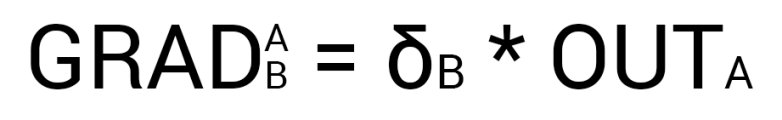 GRAD^A_B = δ_B * OUT_A